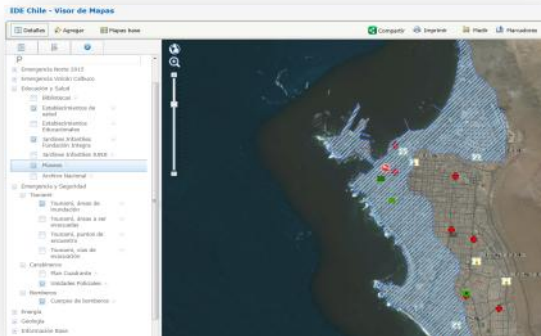 IDE Chile - Visor de Mapas
Detalles
Agregar
Mapas base
Compartir
Imprimir
Medir
Marcadores
Emergencia Norte 2015
Emergencia Volcán Calbuco
Educación y Salud
Bibliotecas
Establecimientos de
salud
Establecimientos
Educacionales
Jardines Infantiles
Fundación Integra
Jardines Infantiles JUNJI
Museos
Archivo Nacional
Emergencia y Seguridad
Tsunami
Tsunami, áreas de
inundación
Tsunami, áreas a ser
evacuadas
Tsunami, puntos de
encuentro
Tsunami, vías de
evacuación
Carabineros
Plan Cuadrante
Unidades Policiales
Bomberos
Cuerpos de bomberos
Energía
Geología
Información Base